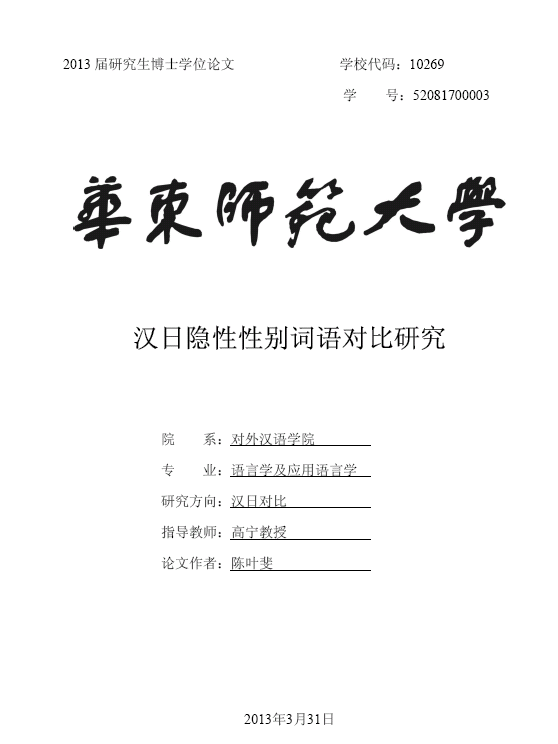 2013 届研究生博士学位论文 学校代码：10269
学 号：52081700003
華東師範大學
汉日隐性性别词语对比研究
院 系：对外汉语学院
专 业：语言学及应用语言学
研究方向：汉日对比
指导教师：高宁教授
论文作者：陈叶斐
2013年3月31日